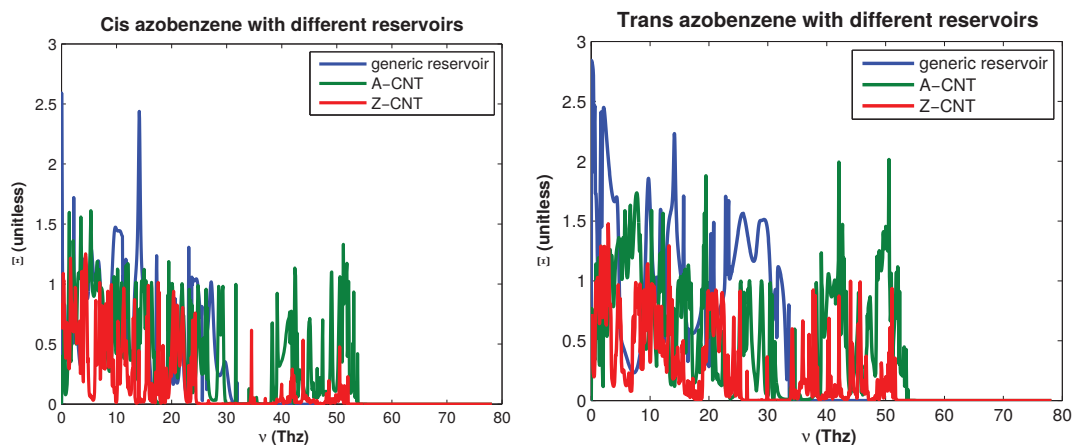 Cis azobenzene with different reservoirs
3
2.5
2
1.5
1
0.5
0
Ξ (unitless)
generic reservoir
A-CNT
Z-CNT
0 10 20 30 40 50 60 70 80
ν (Thz)
Trans azobenzene with different reservoirs
3
2.5
2
1.5
1
0.5
0
Ξ (unitless)
generic reservoir
A-CNT
Z-CNT
0 10 20 30 40 50 60 70 80
ν (Thz)